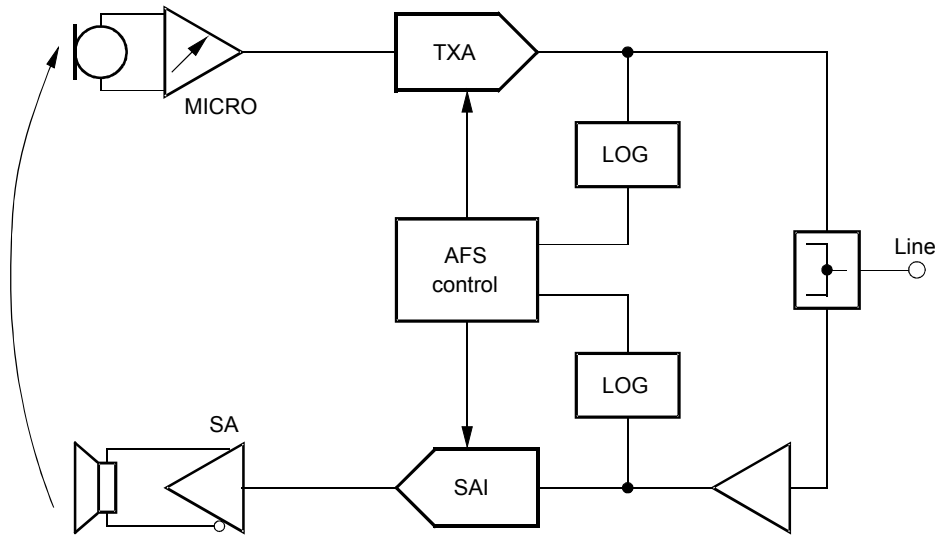 TXA
MICRO
LOG
AFS
control
Line
LOG
SA
SAI